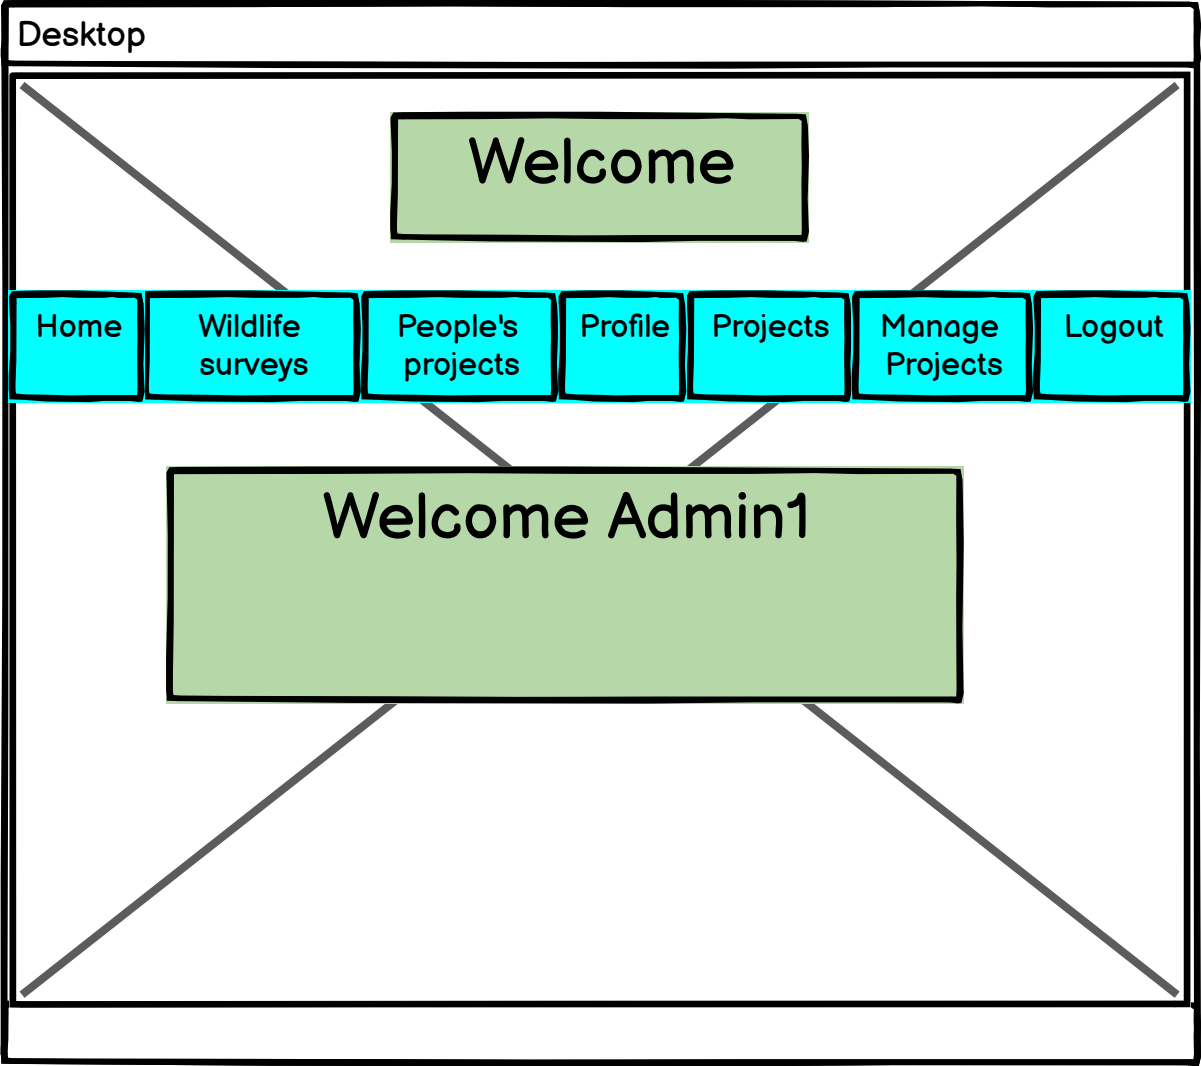 Desktop
Welcome
Home
Wildlife
surveys
People's
projects
Profile
Projects
Manage
Projects
Logout
Welcome Admin1